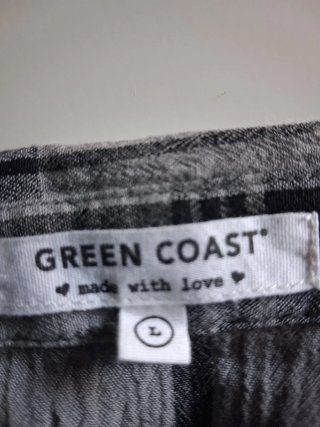 GREEN COAST®
❤ made with love ❤
L